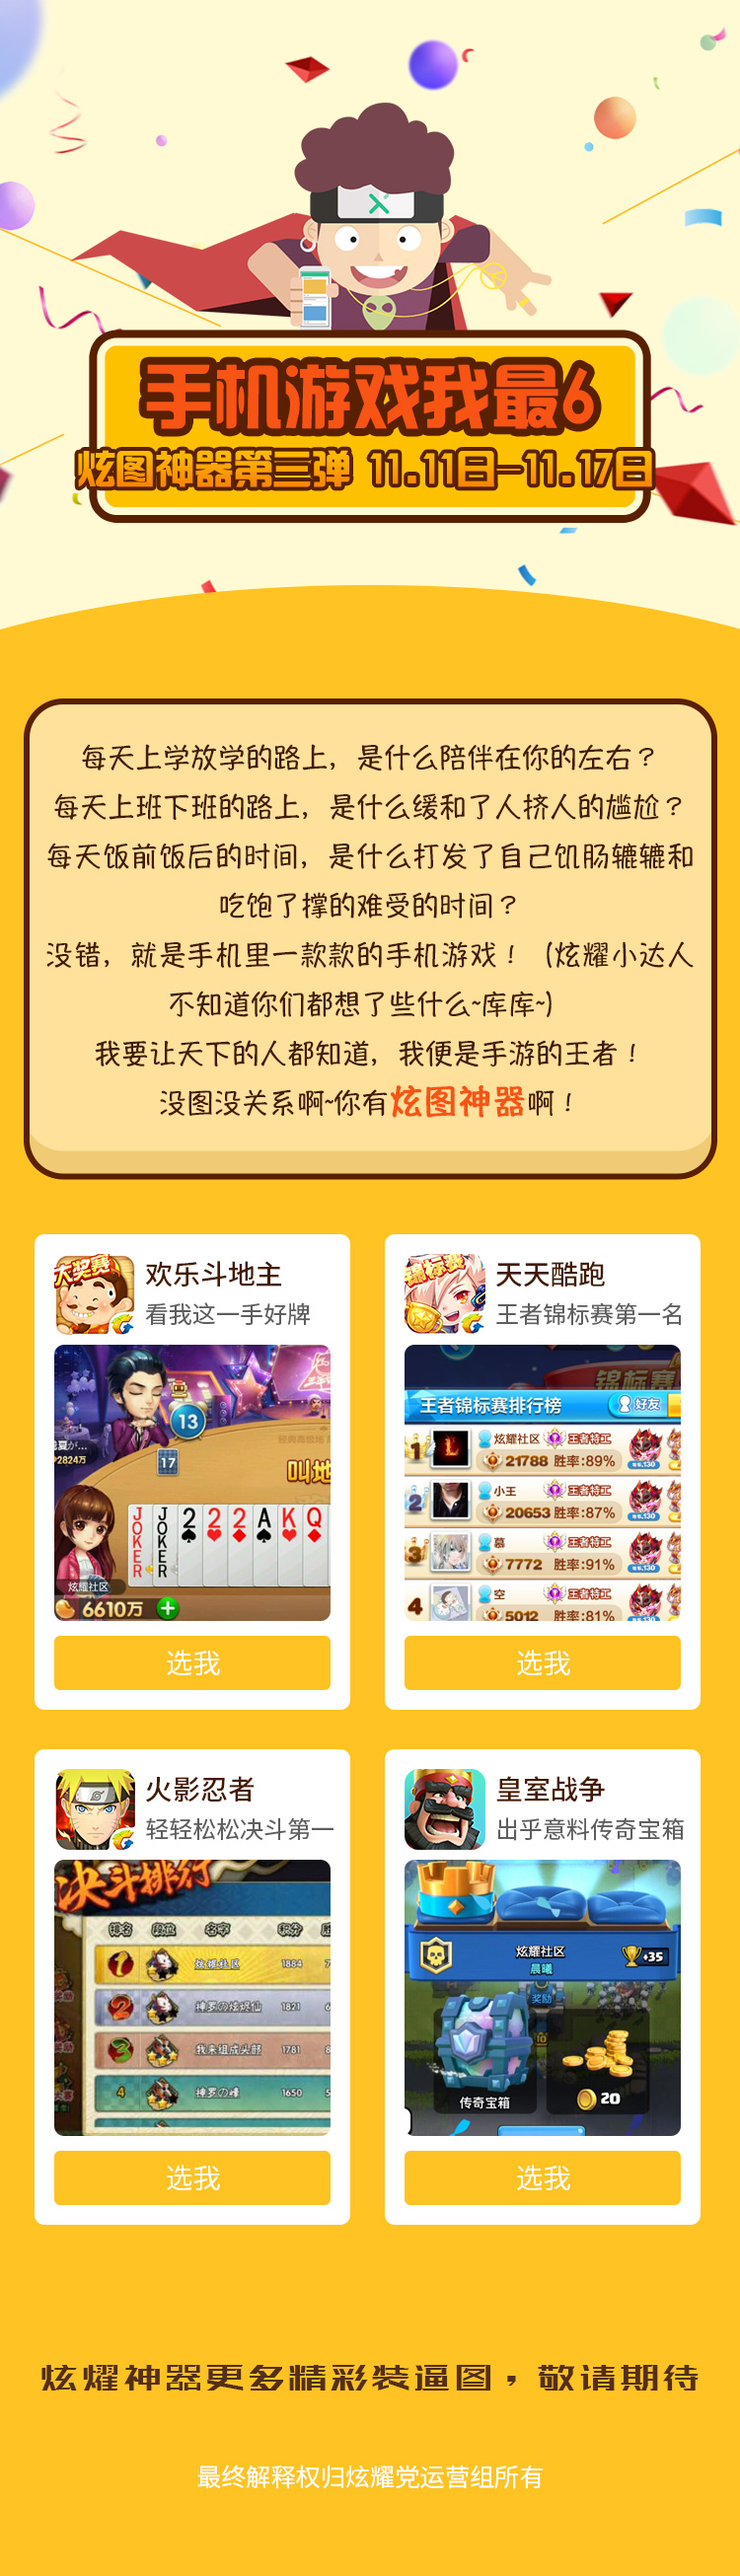 手机游戏我最6
炫图神器第三弹 11.11日-11.17日
每天上学放学的路上，是什么陪伴在你的左右？
每天上班下班的路上，是什么缓和了人挤人的尴尬？
每天饭前饭后的时间，是什么打发了自己饥肠辘辘和
吃饱了撑的难受的时间？
没错，就是手机里一款款的手机游戏！（炫耀小达人
不知道你们都想了些什么~库库~）
我要让天下的人都知道，我便是手游的王者！
没图没关系啊~你有炫图神器啊！
大奖赛
欢乐斗地主
看我这一手好牌
13
17
经典高级场
叫地
2824万
JOKER JOKER 2 2 2 A K Q
炫耀社区
6610万
选我
锦标赛
天天酷跑
王者锦标赛第一名
锦标赛
王者锦标赛排行榜 好友
1 炫耀社区 王者特工
21788 胜率:89%
2 小王 王者特工
20653 胜率:87%
3 慕 王者特工
7772 胜率:91%
4 空 王者特工
5012 胜率:81%
选我
火影忍者
轻轻松松决斗第一
决斗排行
排名 段位 名字 积分
1 炫耀社区 1884
2 神罗の炫烬仙 1821
3 我来组成头部 1781
4 神罗の峰 1650
选我
皇室战争
出乎意料传奇宝箱
炫耀社区
晨曦
+35
奖励
传奇宝箱
20
选我
炫耀神器更多精彩装逼图，敬请期待
最终解释权归炫耀党运营组所有